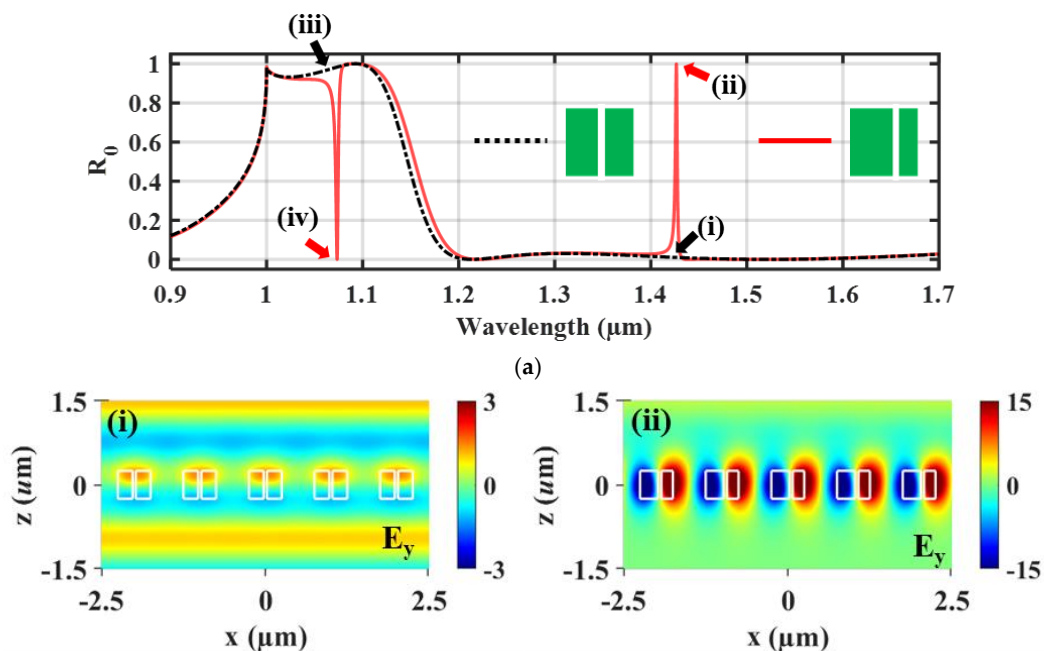 (iii)
1
0.8
0.6
0.4
0.2
0
R0
(ii)
(iv)
(i)
0.9 1 1.1 1.2 1.3 1.4 1.5 1.6 1.7
Wavelength (µm)
(a)
1.5
0
-1.5
z (um)
(i)
Ey
3
0
-3
-2.5 0 2.5
x (µm)
1.5
0
-1.5
z (um)
(ii)
Ey
15
0
-15
-2.5 0 2.5
x (µm)